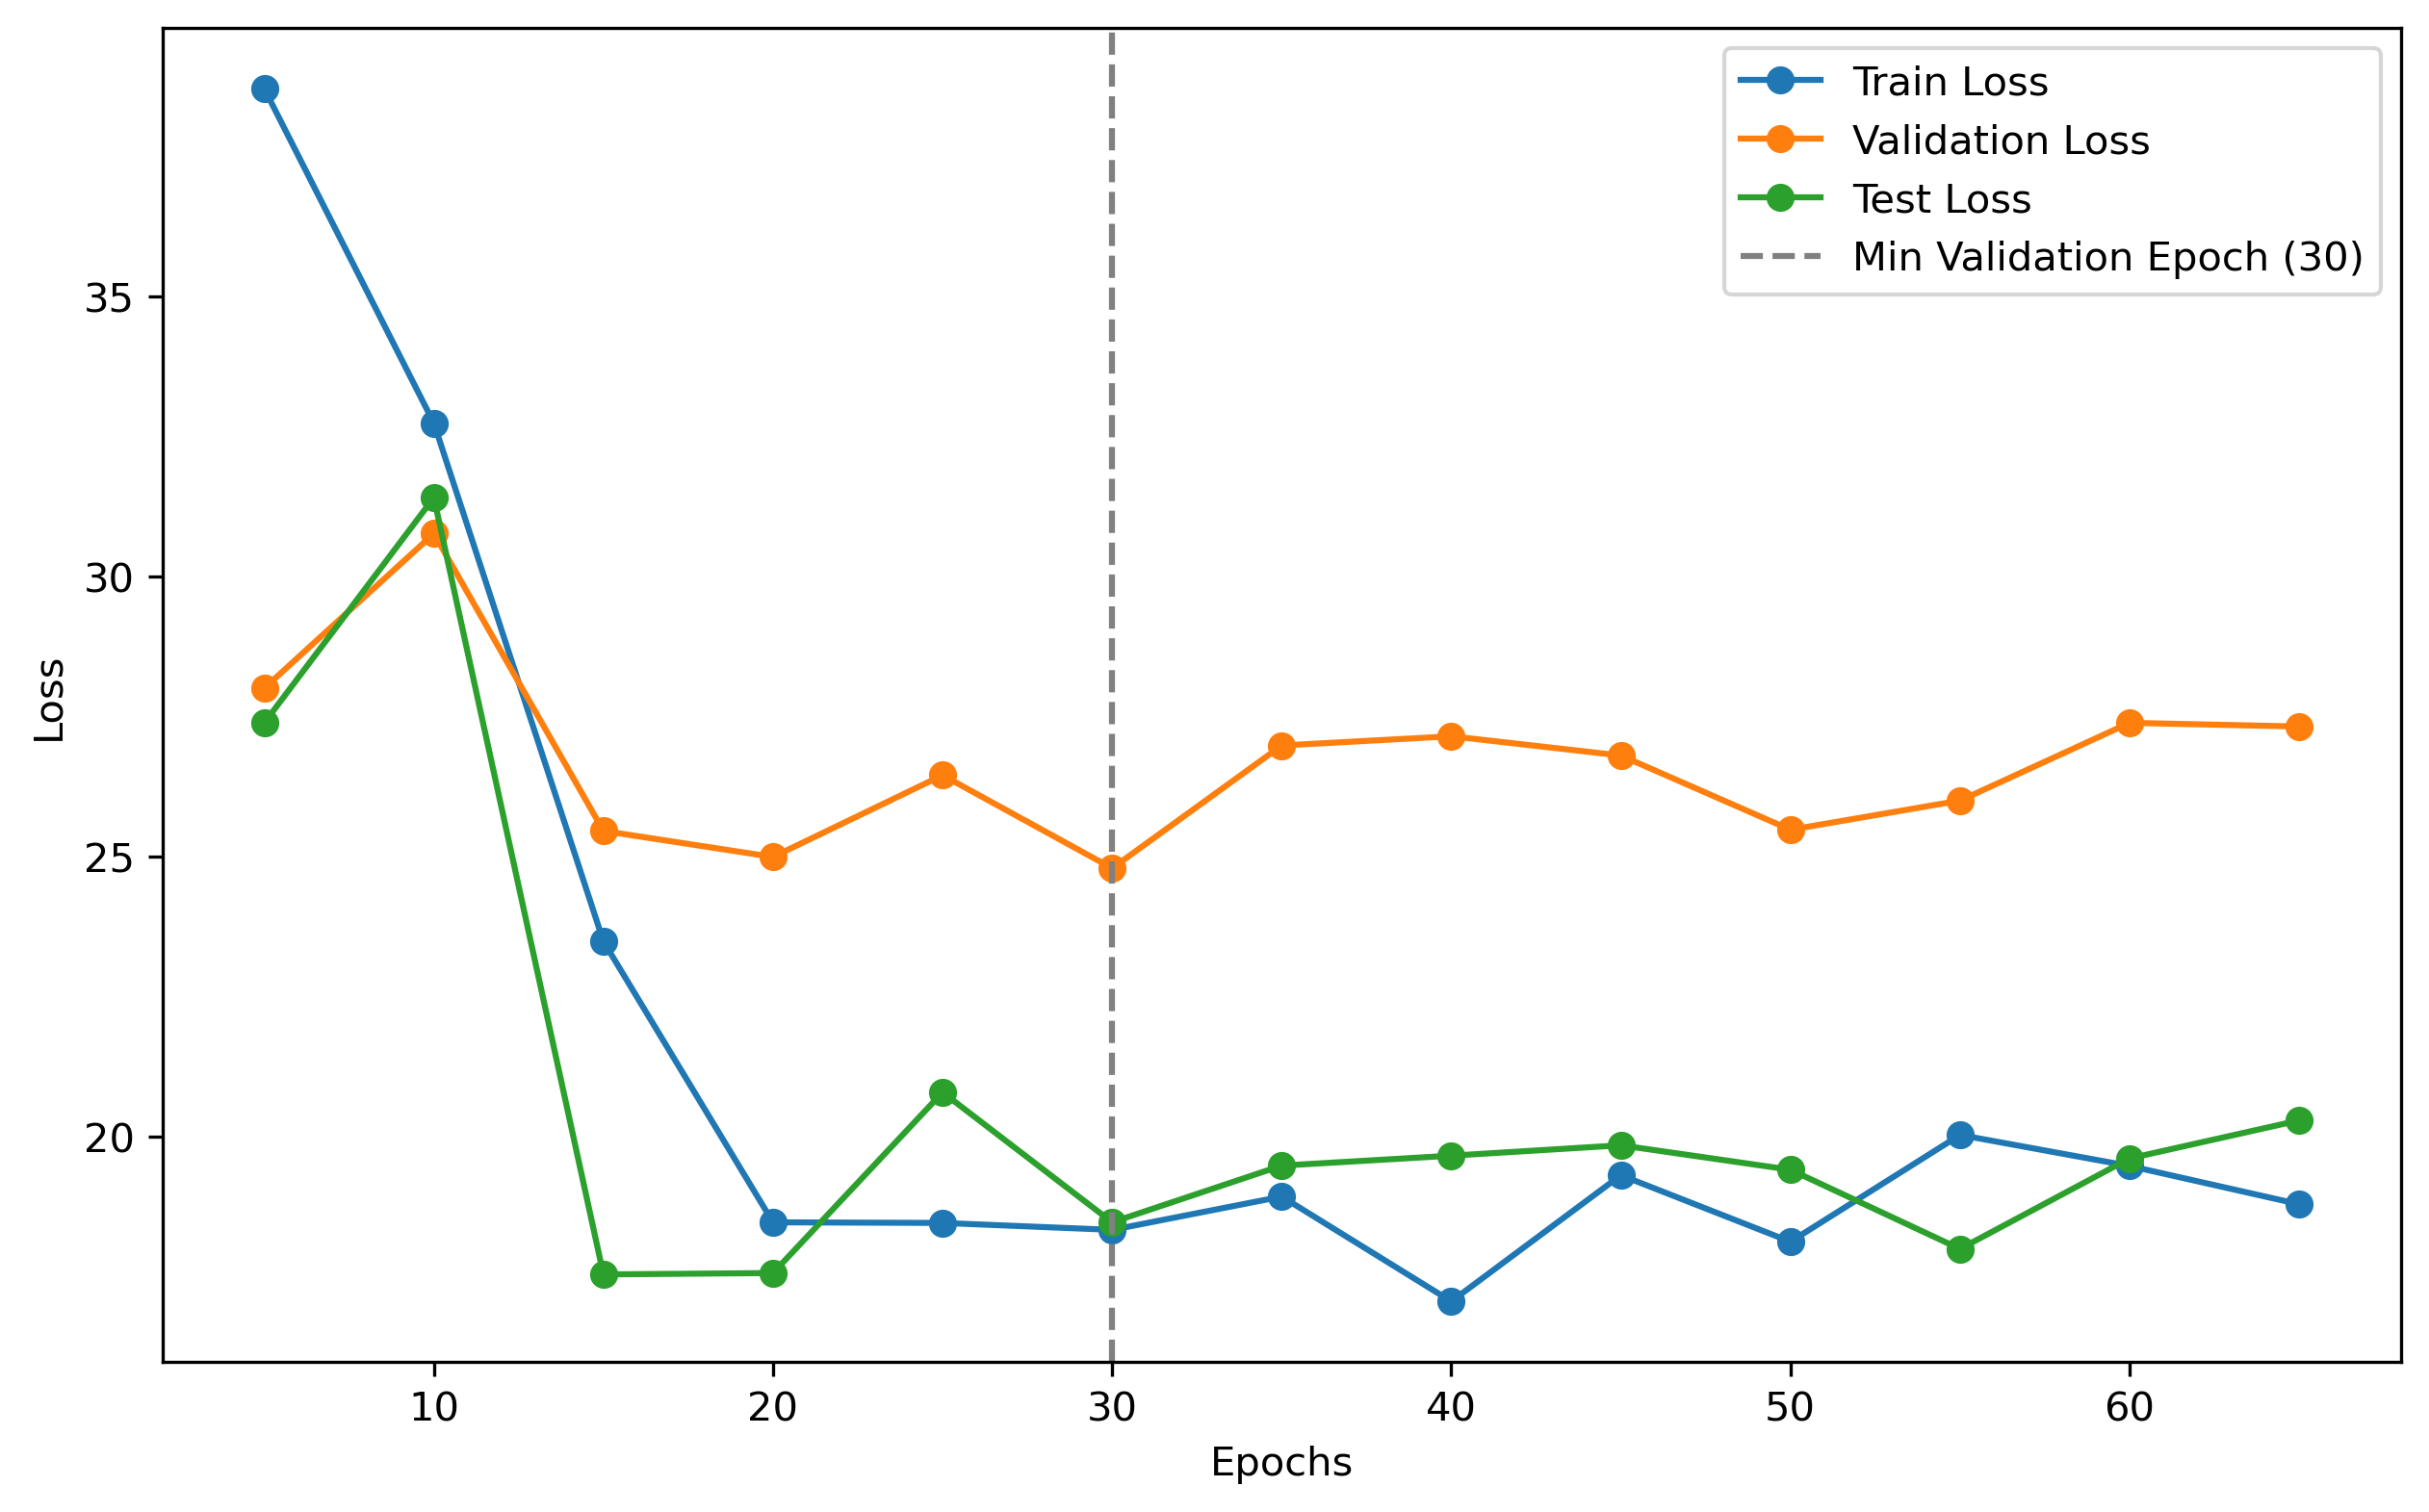 Train Loss
Validation Loss
Test Loss
Min Validation Epoch (30)
35
30
25
20
Loss
10 20 30 40 50 60
Epochs